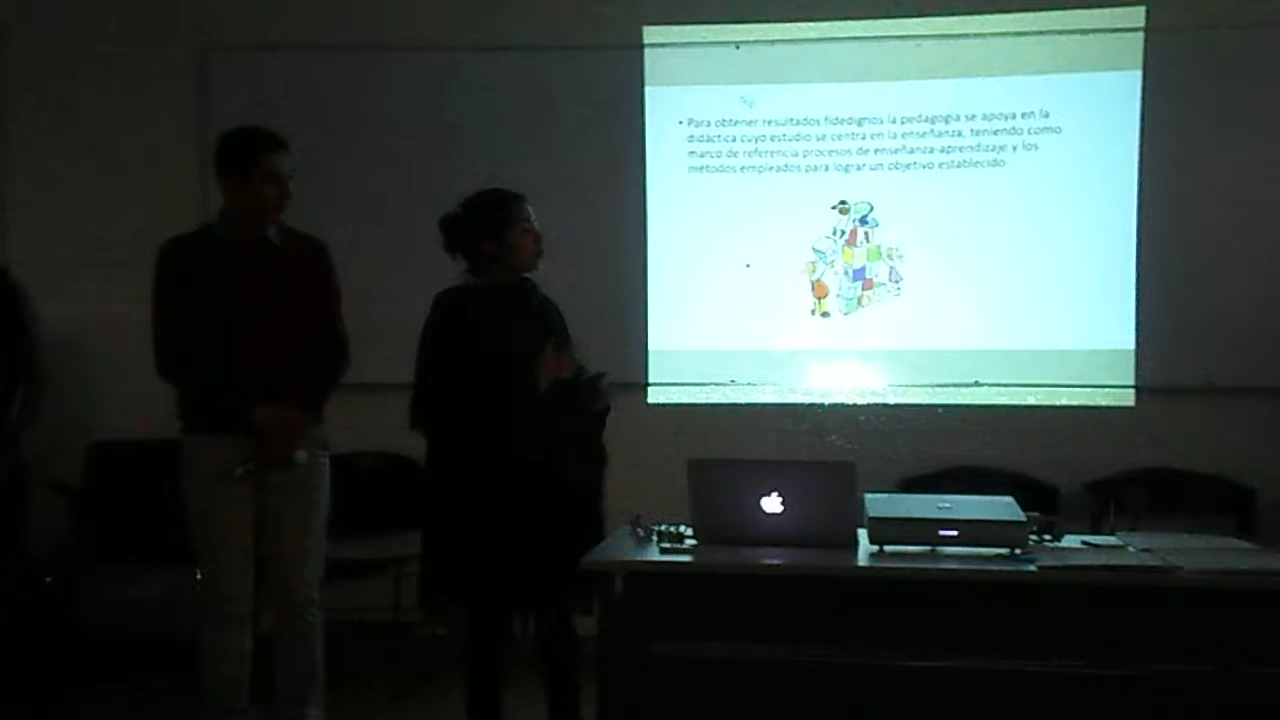 • Para obtener resultados fidedignos la pedagogía se apoya en la
didáctica cuyo estudio se centra en la enseñanza, teniendo como
marco de referencia procesos de enseñanza-aprendizaje y los
métodos empleados para lograr un objetivo establecido